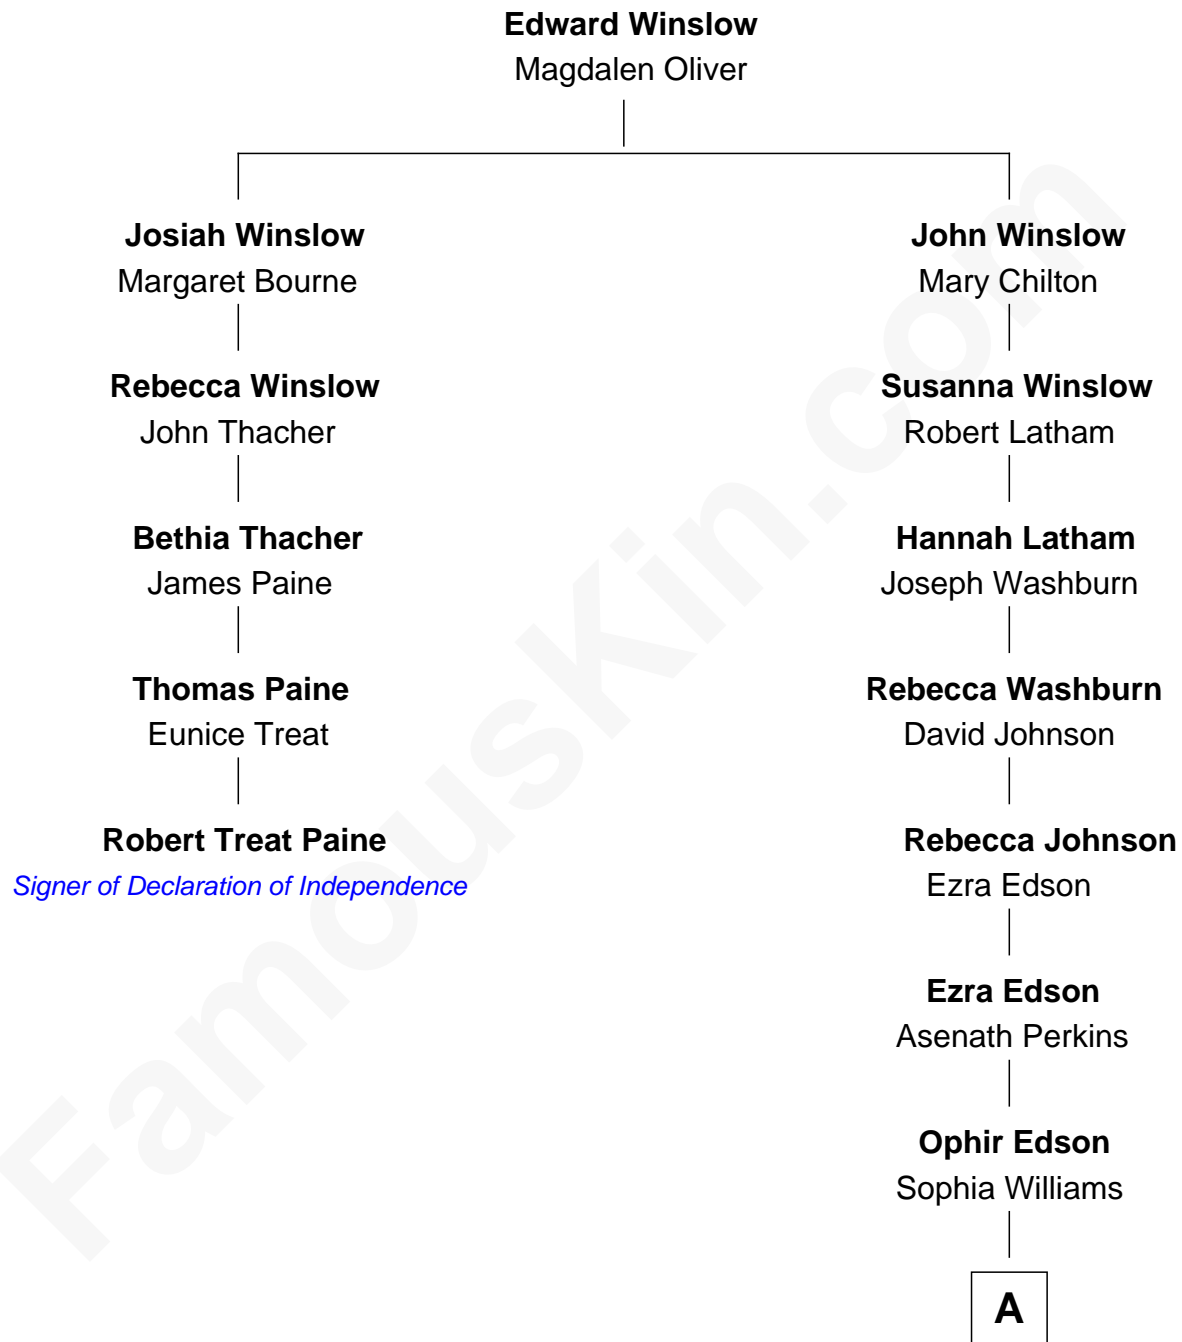 Edward Winslow
Magdalen Oliver
Josiah Winslow
Margaret Bourne
John Winslow
Mary Chilton
Rebecca Winslow
John Thacher
Susanna Winslow
Robert Latham
Bethia Thacher
James Paine
Hannah Latham
Joseph Washburn
Thomas Paine
Eunice Treat
Rebecca Washburn
David Johnson
Robert Treat Paine
Signer of Declaration of Independence
Rebecca Johnson
Ezra Edson
Ezra Edson
Asenath Perkins
Ophir Edson
Sophia Williams
A
FamousKin.com